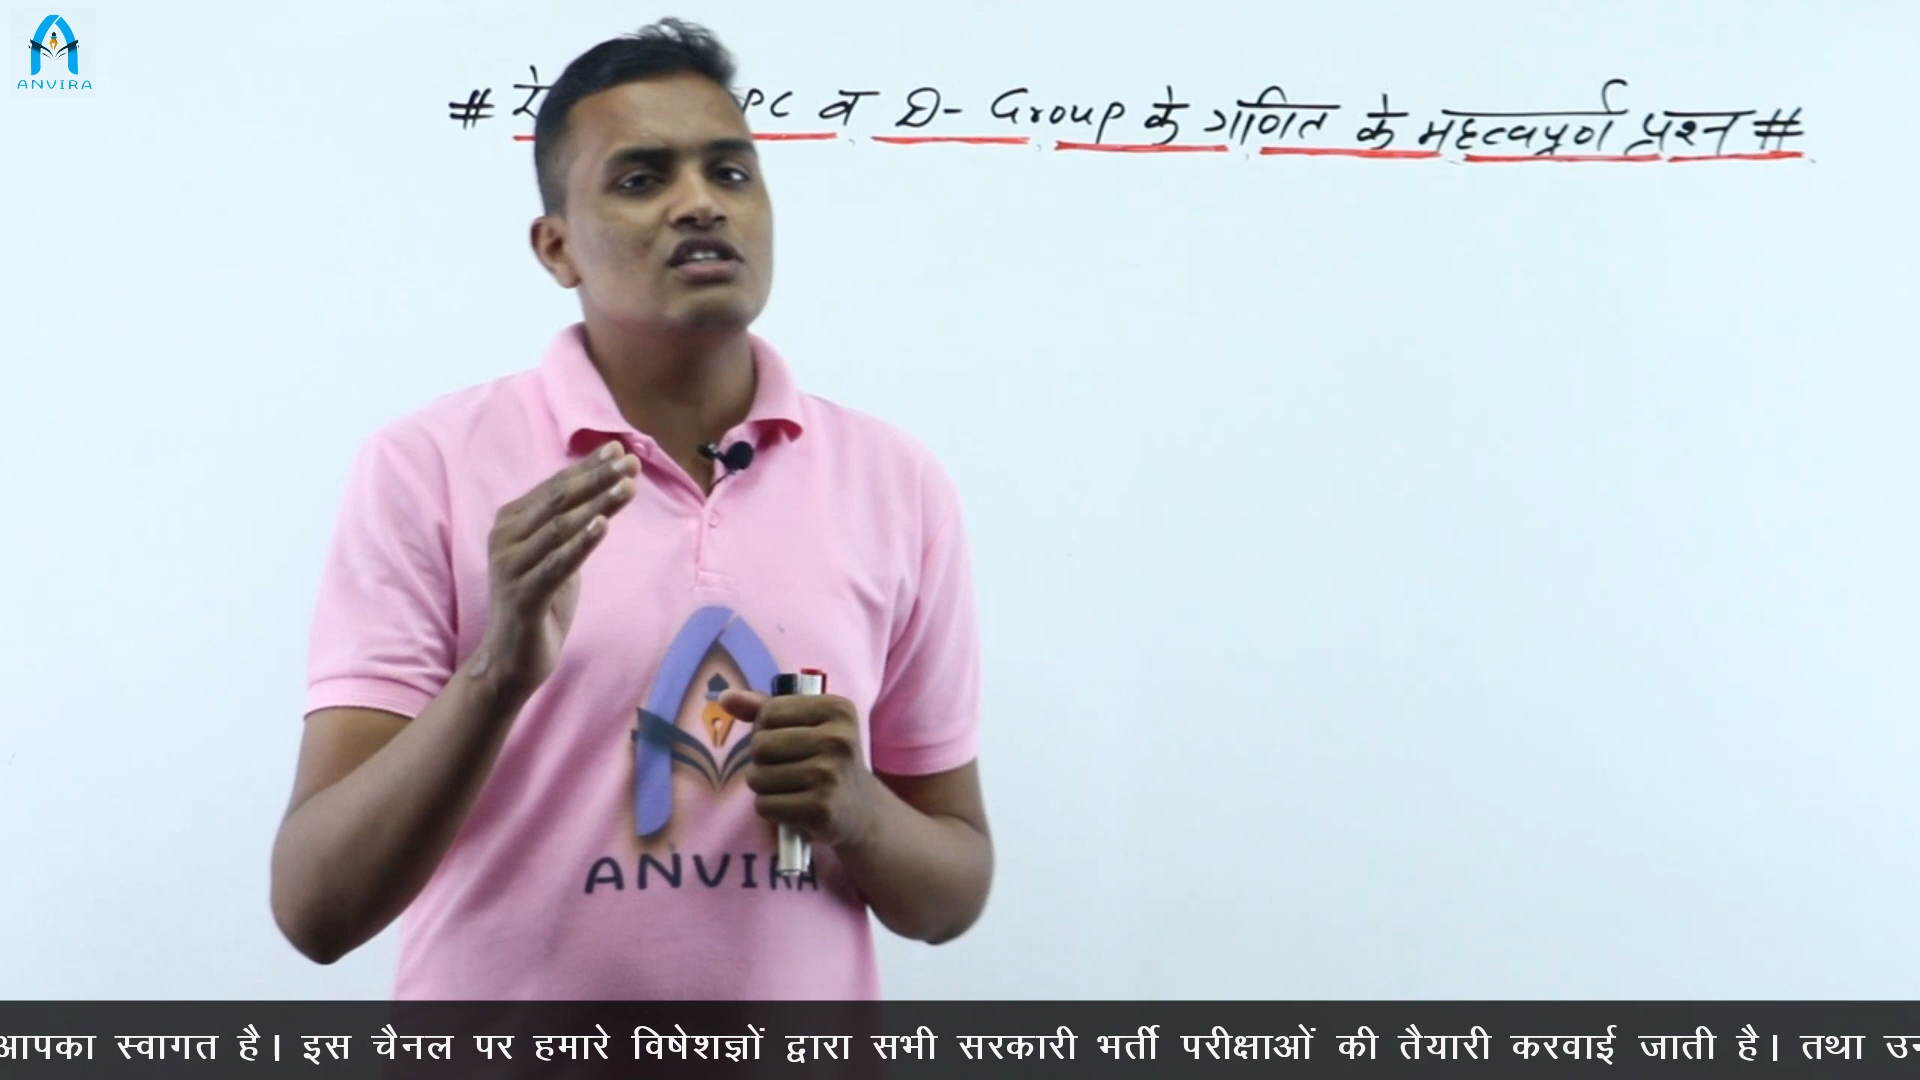 ANVIRA
# PC व D- Group के गणित के महत्वपूर्ण प्रश्न #
ANVIRA
आपका स्वागत है। इस चैनल पर हमारे विषेशज्ञों द्वारा सभी सरकारी भर्ती परीक्षाओं की तैयारी करवाई जाती है। तथा